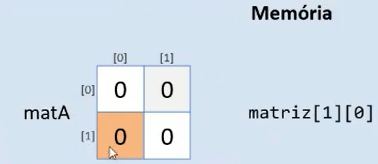 Memória
[0] [1]
[0] 0 0
matA
matriz[1][0]
[1] 0 0